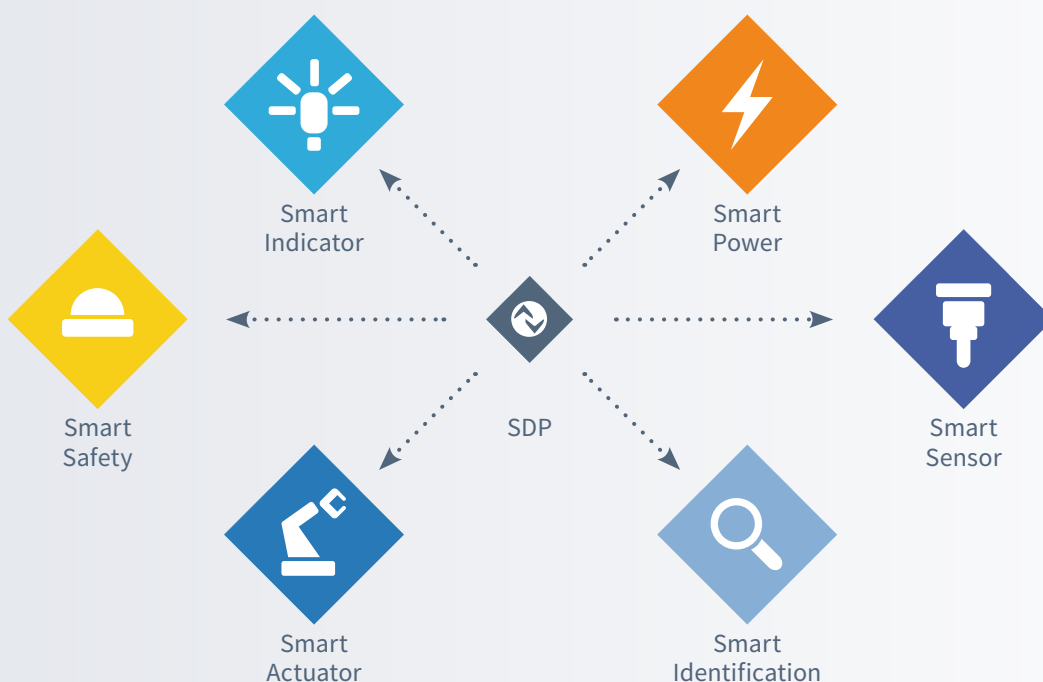 Smart
Indicator
Smart
Power
Smart
Safety
SDP
Smart
Sensor
Smart
Actuator
Smart
Identification